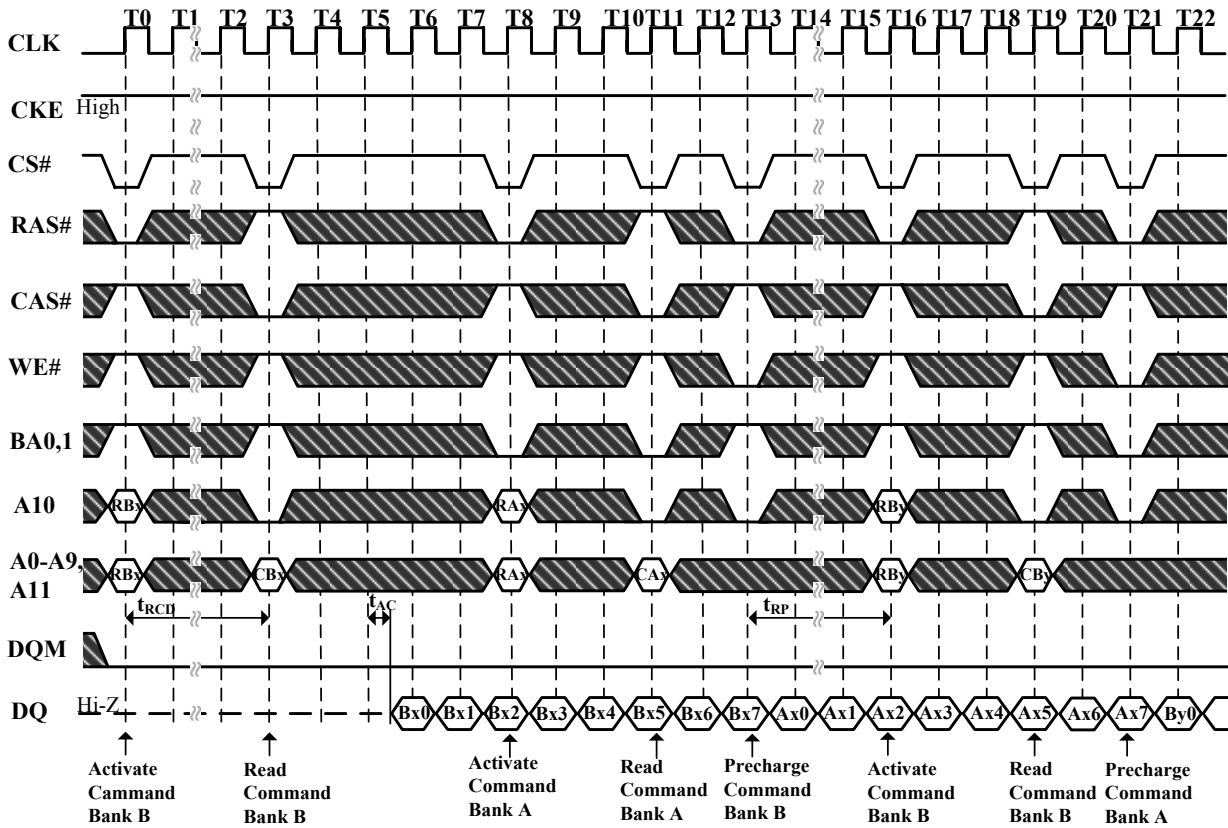 T0 T1 T2 T3 T4 T5 T6 T7 T8 T9 T10 T11 T12 T13 T14 T15 T16 T17 T18 T19 T20 T21 T22
CLK
CKE High
CS#
RAS#
CAS#
WE#
BA0,1
A10 RBx RAx RBy
A0-A9,
A11
RBx CBx RAx CAx RBy CBy
tRCD tAC tRP
DQM
DQ Hi-Z Bx0 Bx1 Bx2 Bx3 Bx4 Bx5 Bx6 Bx7 Ax0 Ax1 Ax2 Ax3 Ax4 Ax5 Ax6 Ax7 By0
Activate
Cammand
Bank B
Read
Command
Bank B
Activate
Command
Bank A
Read
Command
Bank A
Precharge
Command
Bank B
Activate
Command
Bank B
Read
Command
Bank B
Precharge
Command
Bank A